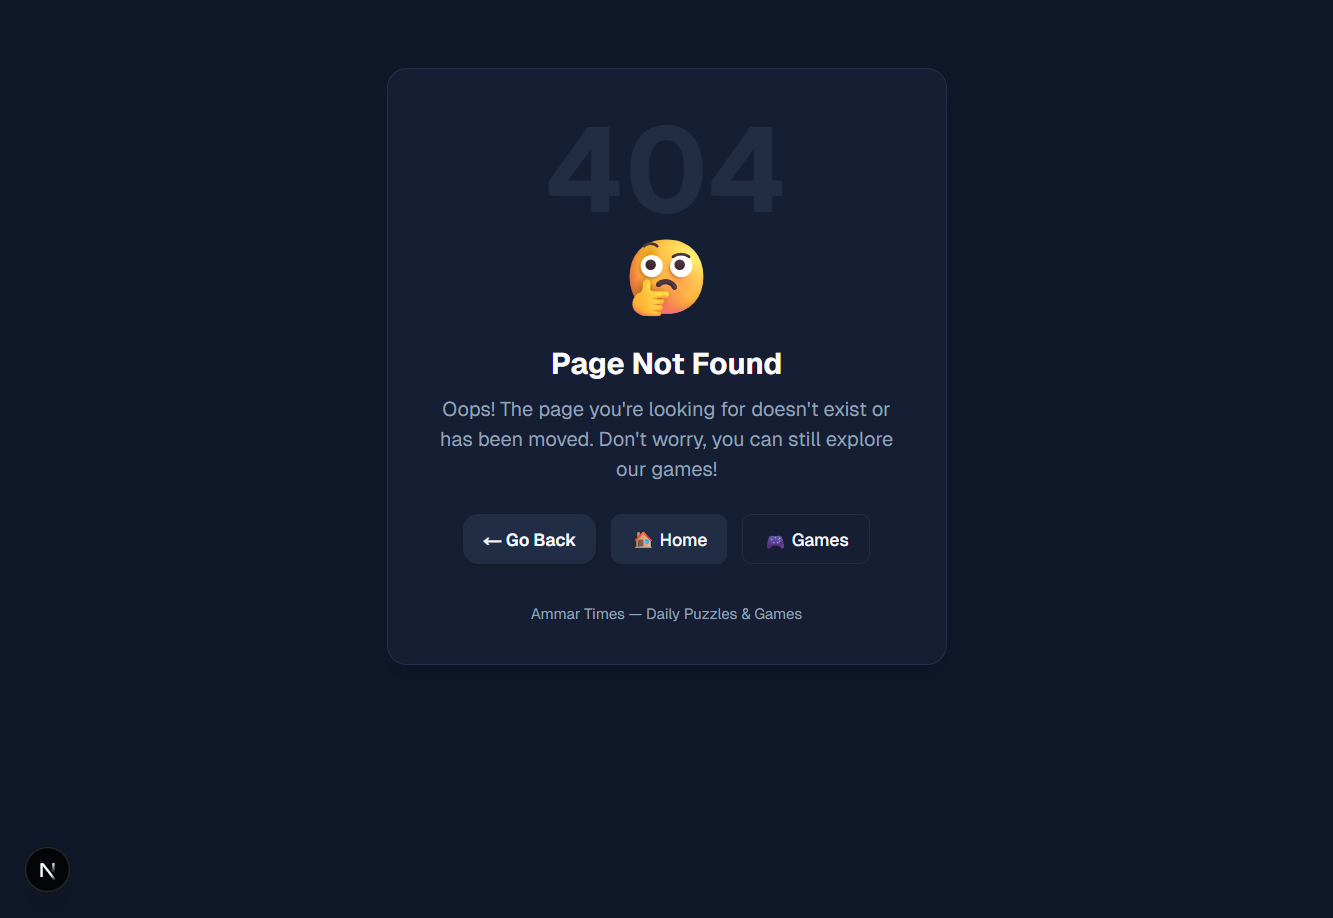 404
Page Not Found
Oops! The page you're looking for doesn't exist or
has been moved. Don't worry, you can still explore
our games!
← Go Back
🏠 Home
🎮 Games
Ammar Times — Daily Puzzles & Games
N